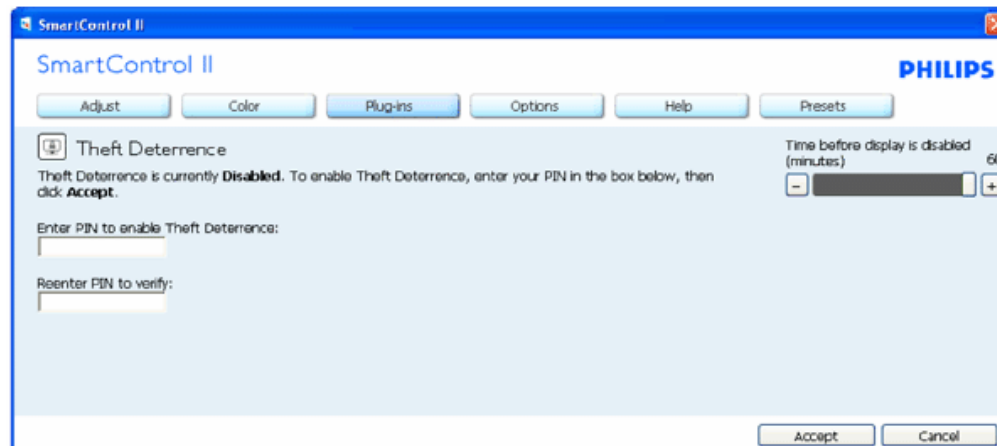 SmartControl II
SmartControl II
PHILIPS
Adjust Color Plug-ins Options Help Presets
Theft Deterrence
Theft Deterrence is currently Disabled. To enable Theft Deterrence, enter your PIN in the box below, then
click Accept.
Time before display is disabled
(minutes)
- +
Enter PIN to enable Theft Deterrence:
Reenter PIN to verify:
Accept Cancel